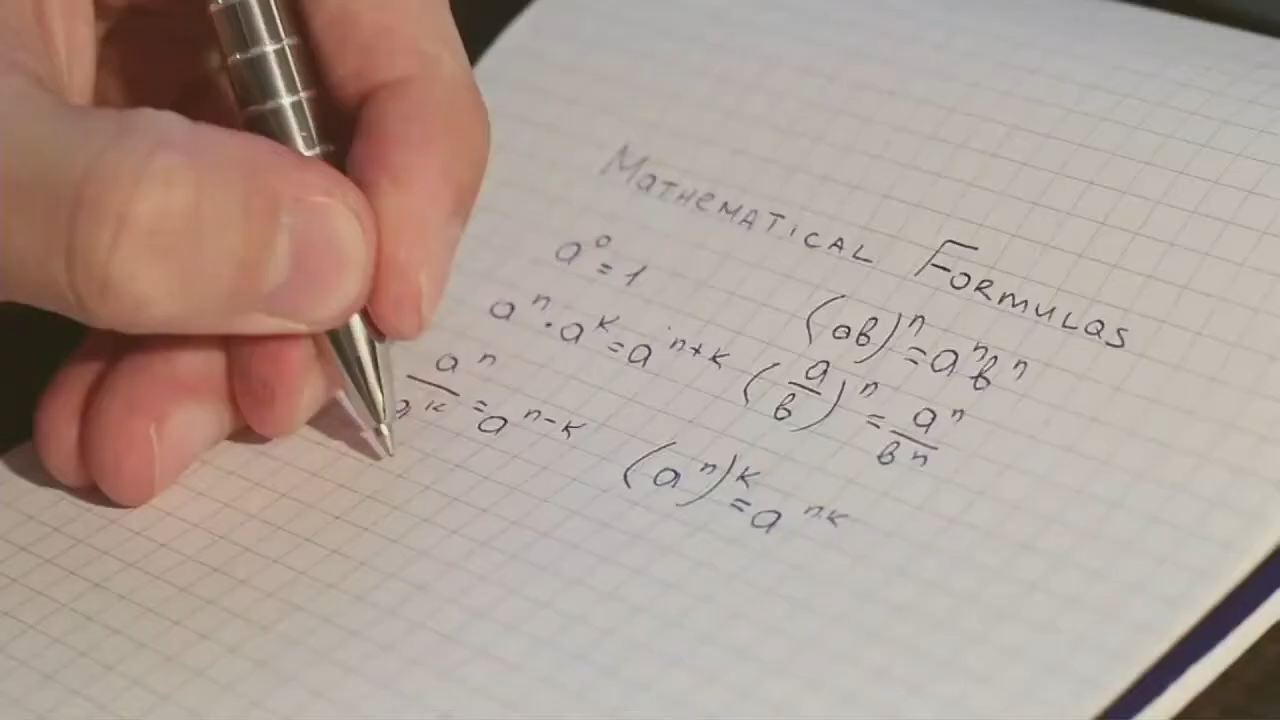 Mathematical Formulas
a⁰ = 1
aⁿ · aᵏ = aⁿ⁺ᵏ
aⁿ/aᵏ = aⁿ⁻ᵏ
(ab)ⁿ = aⁿbⁿ
(a/b)ⁿ = aⁿ/bⁿ
(aⁿ)ᵏ = aⁿᵏ